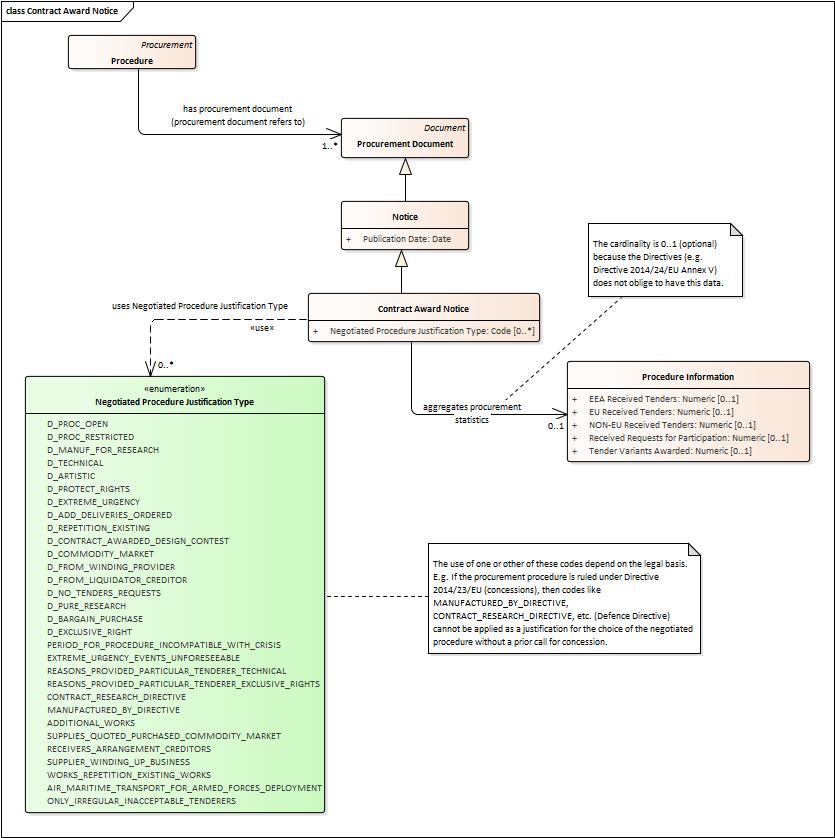 class Contract Award Notice
Procurement
Procedure
has procurement document
(procurement document refers to)
1..*
Document
Procurement Document
Notice
+ Publication Date: Date
The cardinality is 0..1 (optional)
because the Directives (e.g.
Directive 2014/24/EU Annex V)
does not oblige to have this data.
Contract Award Notice
+ Negotiated Procedure Justification Type: Code [0..*]
uses Negotiated Procedure Justification Type
«use»
0..*
aggregates procurement
statistics
0..1
Procedure Information
+ EEA Received Tenders: Numeric [0..1]
+ EU Received Tenders: Numeric [0..1]
+ NON-EU Received Tenders: Numeric [0..1]
+ Received Requests for Participation: Numeric [0..1]
+ Tender Variants Awarded: Numeric [0..1]
«enumeration»
Negotiated Procedure Justification Type
D_PROC_OPEN
D_PROC_RESTRICTED
D_MANUF_FOR_RESEARCH
D_TECHNICAL
D_ARTISTIC
D_PROTECT_RIGHTS
D_EXTREME_URGENCY
D_ADD_DELIVERIES_ORDERED
D_REPETITION_EXISTING
D_CONTRACT_AWARDED_DESIGN_CONTEST
D_COMMODITY_MARKET
D_FROM_WINDING_PROVIDER
D_FROM_LIQUIDATOR_CREDITOR
D_NO_TENDERS_REQUESTS
D_PURE_RESEARCH
D_BARGAIN_PURCHASE
D_EXCLUSIVE_RIGHT
PERIOD_FOR_PROCEDURE_INCOMPATIBLE_WITH_CRISIS
EXTREME_URGENCY_EVENTS_UNFORESEEABLE
REASONS_PROVIDED_PARTICULAR_TENDERER_TECHNICAL
REASONS_PROVIDED_PARTICULAR_TENDERER_EXCLUSIVE_RIGHTS
CONTRACT_RESEARCH_DIRECTIVE
MANUFACTURED_BY_DIRECTIVE
ADDITIONAL_WORKS
SUPPLIES_QUOTED_PURCHASED_COMMODITY_MARKET
RECEIVERS_ARRANGEMENT_CREDITORS
SUPPLIER_WINDING_UP_BUSINESS
WORKS_REPETITION_EXISTING_WORKS
AIR_MARITIME_TRANSPORT_FOR_ARMED_FORCES_DEPLOYMENT
ONLY_IRREGULAR_INACCEPTABLE_TENDERERS
The use of one or other of these codes depend on the legal basis.
E.g. If the procurement procedure is ruled under Directive
2014/23/EU (concessions), then codes like
MANUFACTURED_BY_DIRECTIVE,
CONTRACT_RESEARCH_DIRECTIVE, etc. (Defence Directive)
cannot be applied as a justification for the choice of the negotiated
procedure without a prior call for concession.